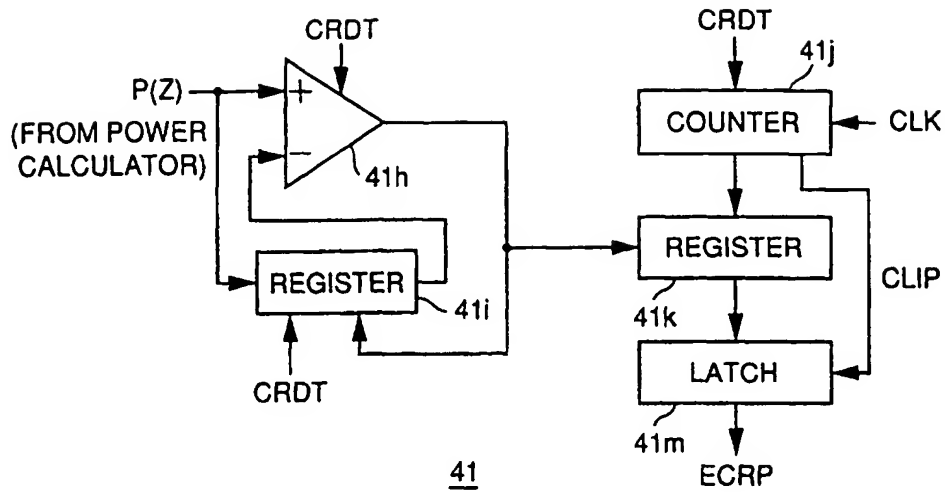 CRDT
P(Z)
(FROM POWER
CALCULATOR)
+
−
41h
REGISTER
41i
CRDT
CRDT
41j
COUNTER
CLK
REGISTER
41k
CLIP
LATCH
41m
ECRP
41